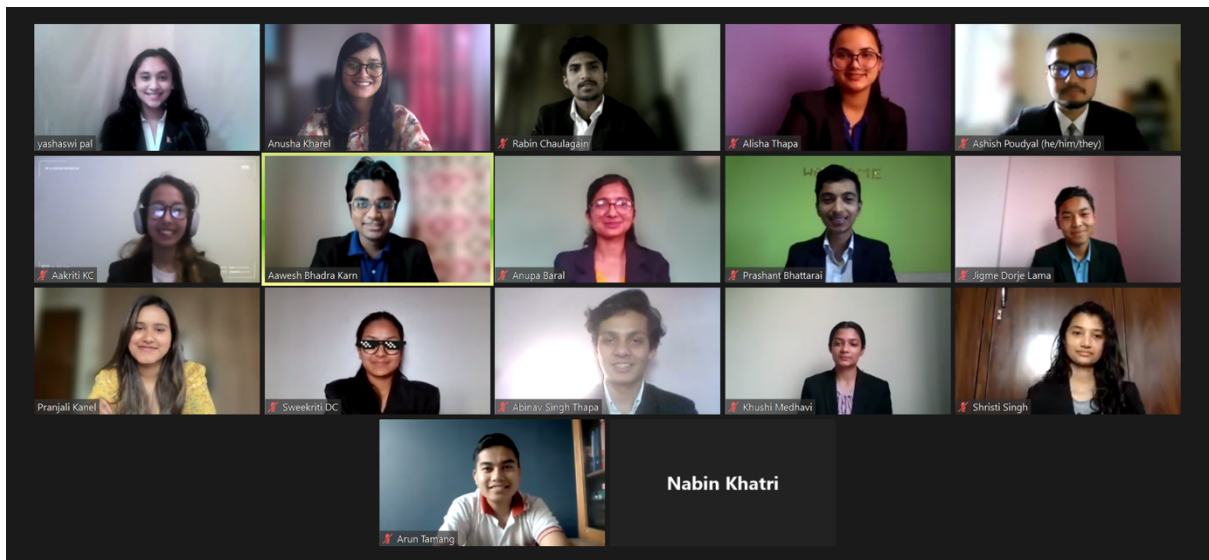 yashaswi pal
Anusha Kharel
Rabin Chaulagain
Alisha Thapa
Ashish Poudyal (he/him/they)
Aakriti KC
Aawesh Bhadra Karn
Anupa Baral
Prashant Bhattarai
Jigme Dorje Lama
Pranjali Kanel
Sweekriti DC
Abinav Singh Thapa
Khushi Medhavi
Shristi Singh
Arun Tamang
Nabin Khatri